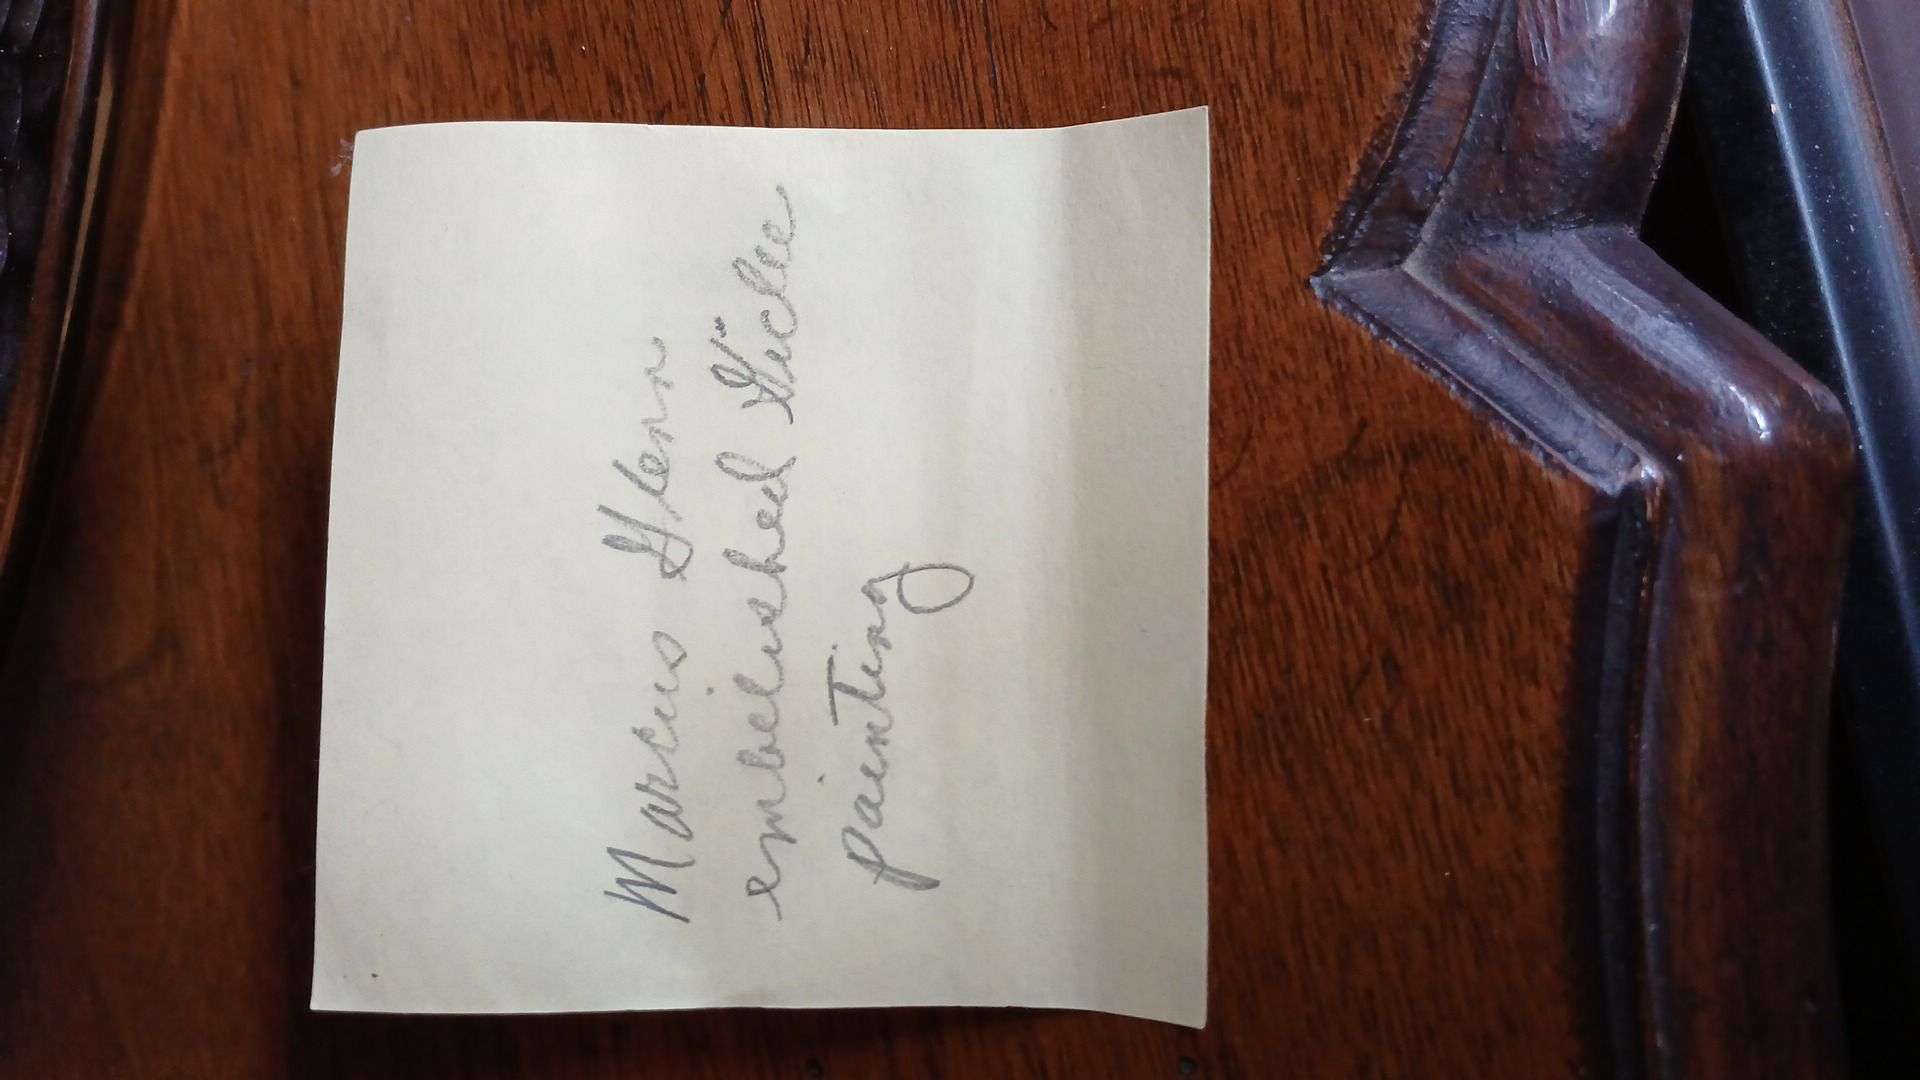 Marcus Glenn
embelished Giclee
painting